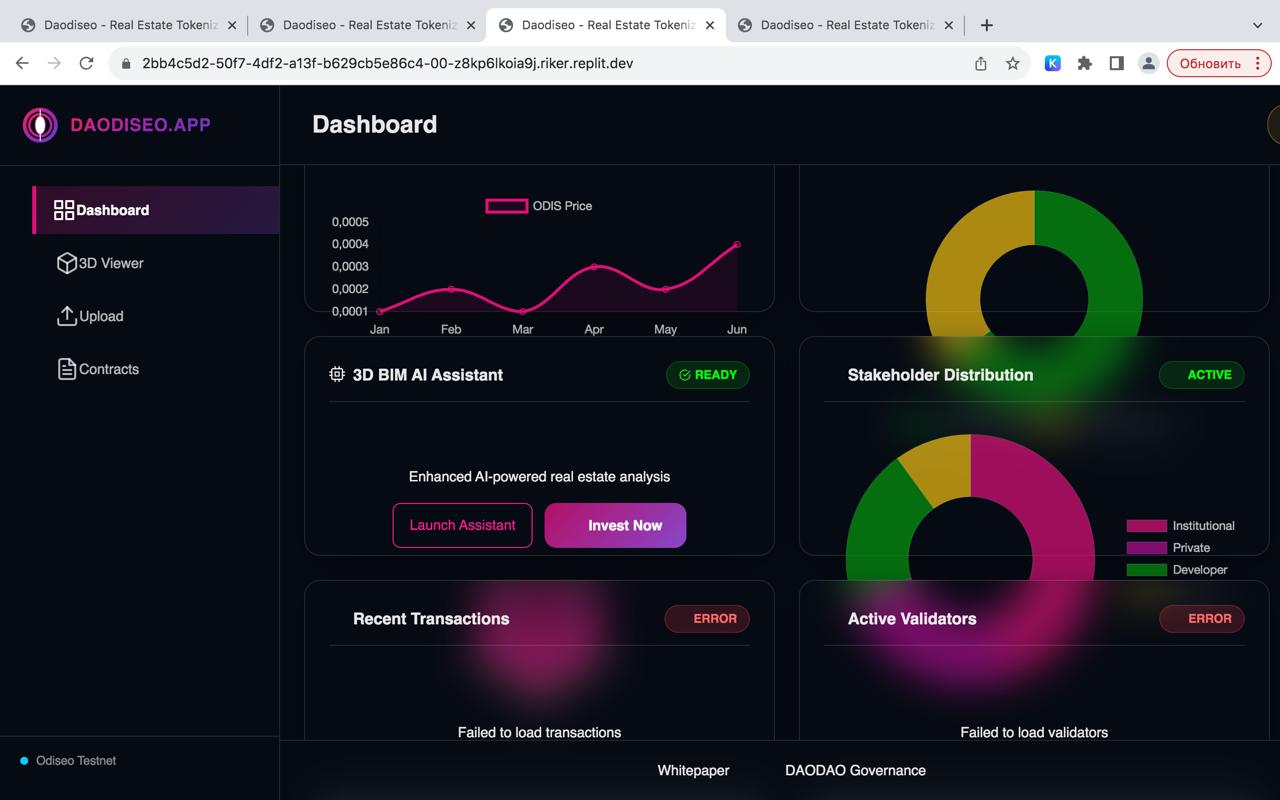 Daodiseo - Real Estate Tokeniz
Daodiseo - Real Estate Tokeniz
Daodiseo - Real Estate Tokeniz
Daodiseo - Real Estate Tokeniz
2bb4c5d2-50f7-4df2-a13f-b629cb5e86c4-00-z8kp6lkoia9j.riker.replit.dev
K
Обновить
DAODISEO.APP
Dashboard
Dashboard
3D Viewer
Upload
Contracts
Odiseo Testnet
ODIS Price
0,0005
0,0004
0,0003
0,0002
0,0001
Jan Feb Mar Apr May Jun
3D BIM AI Assistant
READY
Enhanced AI-powered real estate analysis
Launch Assistant
Invest Now
Stakeholder Distribution
ACTIVE
Institutional
Private
Developer
Recent Transactions
ERROR
Failed to load transactions
Active Validators
ERROR
Failed to load validators
Whitepaper
DAODAO Governance